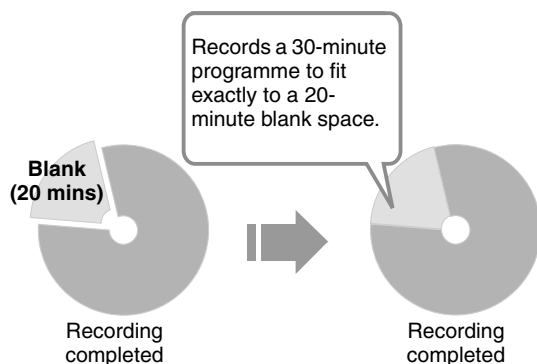 Records a 30-minute
programme to fit
exactly to a 20-
minute blank space.
Blank
(20 mins)
Recording
completed
Recording
completed